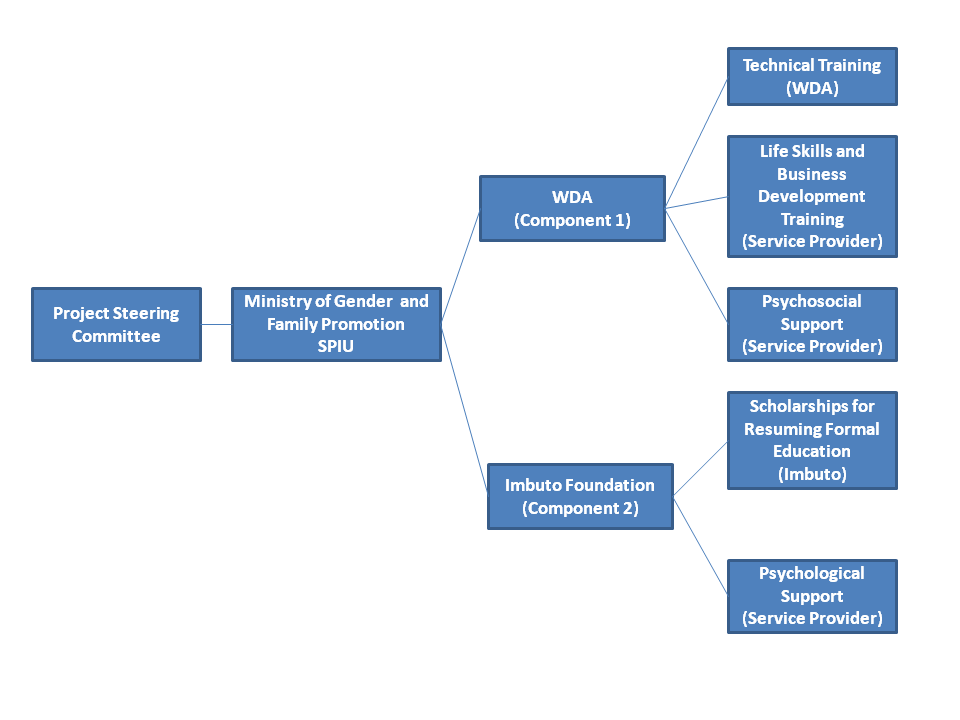 Project Steering
Committee
Ministry of Gender and
Family Promotion
SPIU
WDA
(Component 1)
Imbuto Foundation
(Component 2)
Technical Training
(WDA)
Life Skills and
Business
Development
Training
(Service Provider)
Psychosocial
Support
(Service Provider)
Scholarships for
Resuming Formal
Education
(Imbuto)
Psychological
Support
(Service Provider)